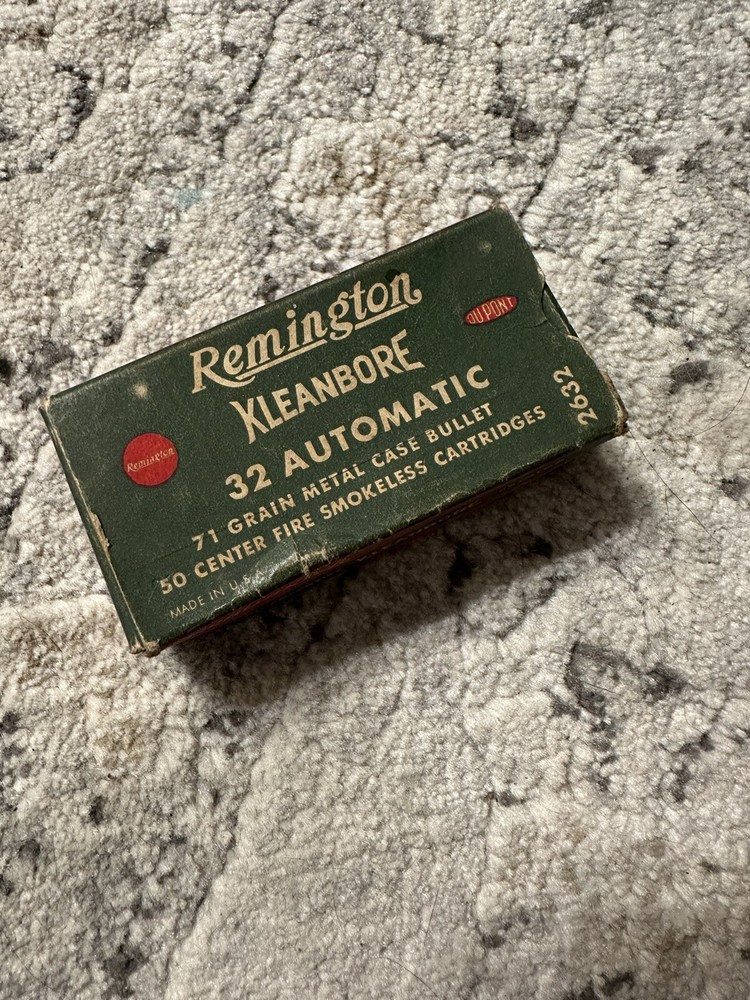 Remington
DU PONT
KLEANBORE
32 AUTOMATIC
Remington
71 GRAIN METAL CASE BULLET
50 CENTER FIRE SMOKELESS CARTRIDGES
2632
MADE IN U.S.A.